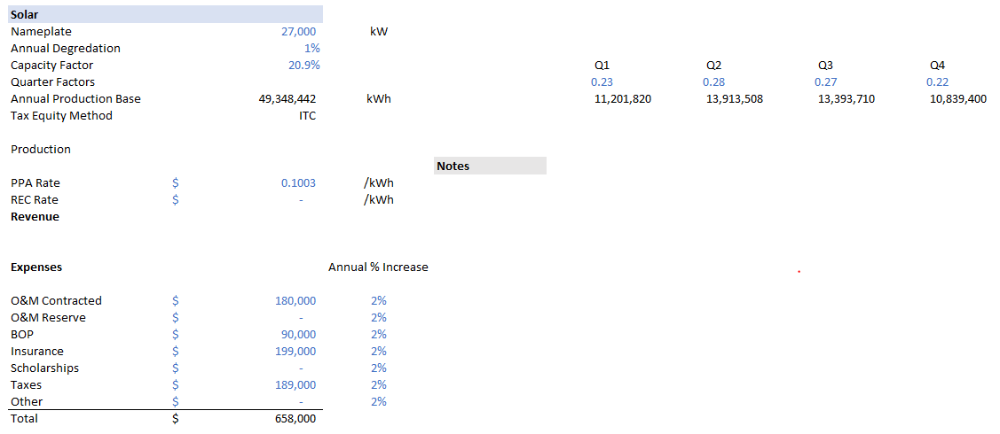 Solar
Nameplate 27,000 kW
Annual Degredation 1%
Capacity Factor 20.9% Q1 Q2 Q3 Q4
Quarter Factors 0.23 0.28 0.27 0.22
Annual Production Base 49,348,442 kWh 11,201,820 13,913,508 13,393,710 10,839,400
Tax Equity Method ITC
Production
Notes
PPA Rate $ 0.1003 /kWh
REC Rate $ - /kWh
Revenue
Expenses Annual % Increase
O&M Contracted $ 180,000 2%
O&M Reserve $ - 2%
BOP $ 90,000 2%
Insurance $ 199,000 2%
Scholarships $ - 2%
Taxes $ 189,000 2%
Other $ - 2%
Total $ 658,000